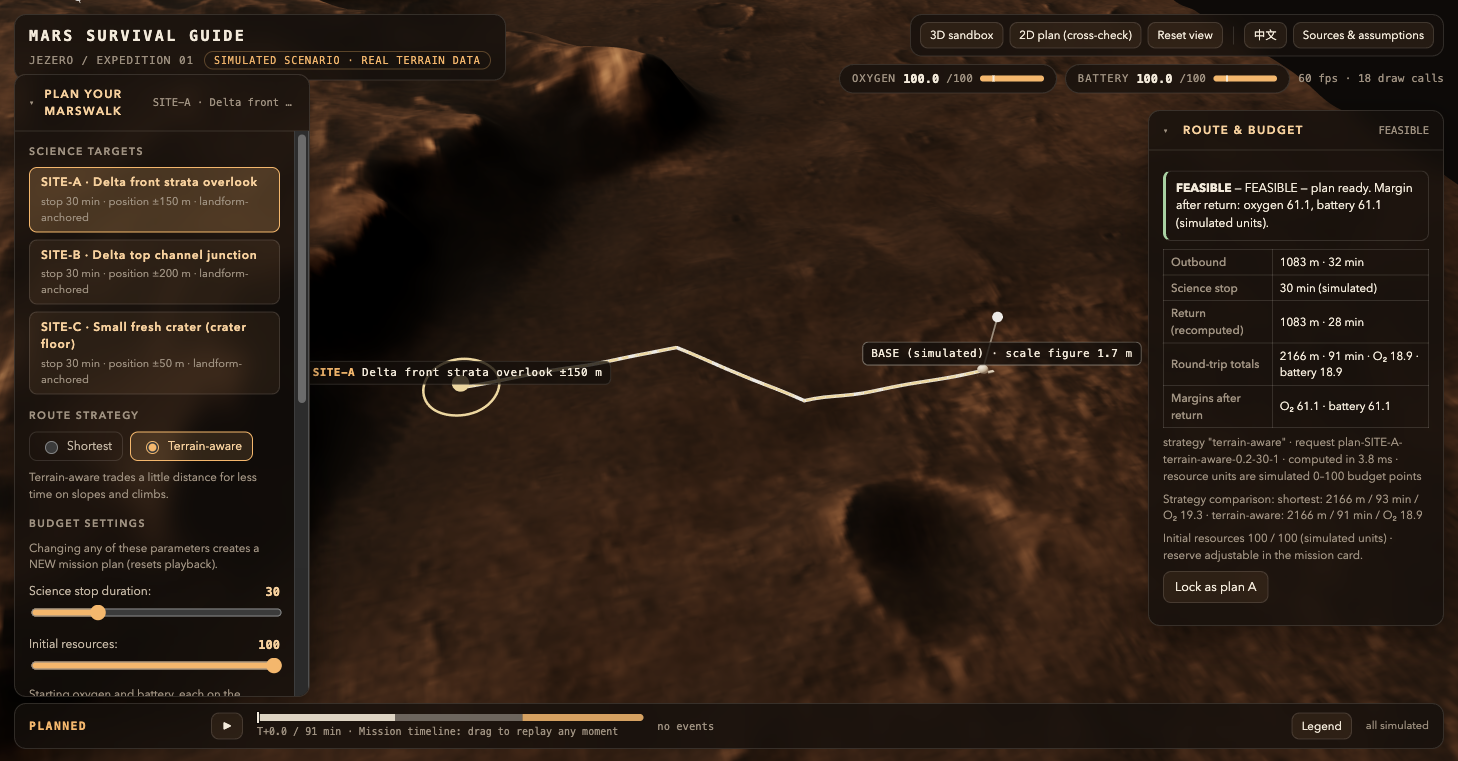 MARS SURVIVAL GUIDE
JEZERO / EXPEDITION 01 SIMULATED SCENARIO · REAL TERRAIN DATA
3D sandbox 2D plan (cross-check) Reset view 中文 Sources & assumptions
OXYGEN 100.0 /100 BATTERY 100.0 /100 60 fps · 18 draw calls
PLAN YOUR
MARSWALK
SITE-A · Delta front …
SCIENCE TARGETS
SITE-A · Delta front strata overlook
stop 30 min · position ±150 m · landform-
anchored
SITE-B · Delta top channel junction
stop 30 min · position ±200 m · landform-
anchored
SITE-C · Small fresh crater (crater
floor)
stop 30 min · position ±50 m · landform-
anchored
ROUTE STRATEGY
Shortest Terrain-aware
Terrain-aware trades a little distance for less
time on slopes and climbs.
BUDGET SETTINGS
Changing any of these parameters creates a
NEW mission plan (resets playback).
Science stop duration: 30
Initial resources: 100
Starting oxygen and battery, each on the
SITE-A Delta front strata overlook ±150 m
BASE (simulated) · scale figure 1.7 m
ROUTE & BUDGET FEASIBLE
FEASIBLE — FEASIBLE — plan ready. Margin
after return: oxygen 61.1, battery 61.1
(simulated units).
Outbound 1083 m · 32 min
Science stop 30 min (simulated)
Return
(recomputed)
1083 m · 28 min
Round-trip totals
2166 m · 91 min · O₂ 18.9 ·
battery 18.9
Margins after
return
O₂ 61.1 · battery 61.1
strategy "terrain-aware" · request plan-SITE-A-
terrain-aware-0.2-30-1 · computed in 3.8 ms ·
resource units are simulated 0–100 budget points
Strategy comparison: shortest: 2166 m / 93 min /
O₂ 19.3 · terrain-aware: 2166 m / 91 min / O₂ 18.9
Initial resources 100 / 100 (simulated units) ·
reserve adjustable in the mission card.
Lock as plan A
PLANNED
T+0.0 / 91 min · Mission timeline: drag to replay any moment
no events
Legend all simulated